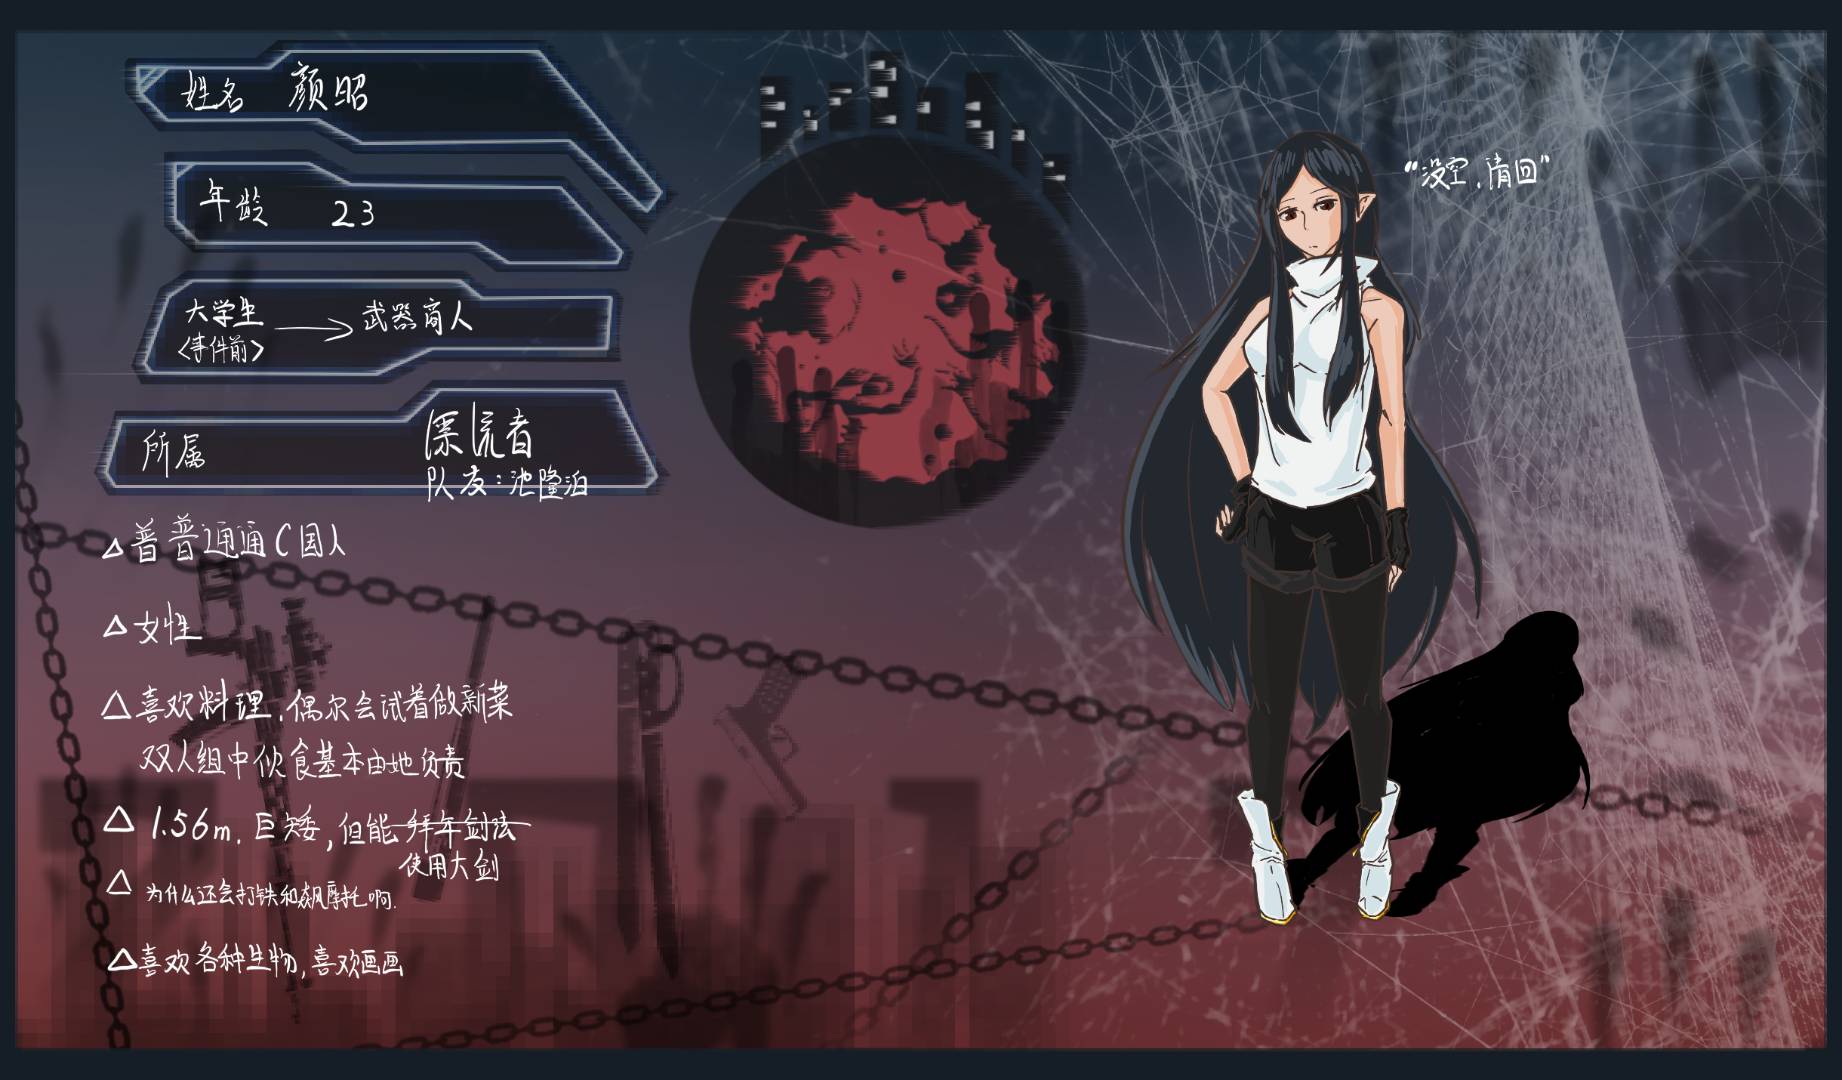 姓名 颜昭
年龄 23
大学生 → 武器商人
<事件前>
所属 漂流者
队友：池隆泊
△普普通通C国人
△女性
△喜欢料理.偶尔会试着做新菜
双人组中伙食基本由她负责
△1.56m.巨矮,但能拜年剑法
使用大剑
△为什么还会打铁和飙摩托啊.
△喜欢各种生物,喜欢画画
“没空.请回”